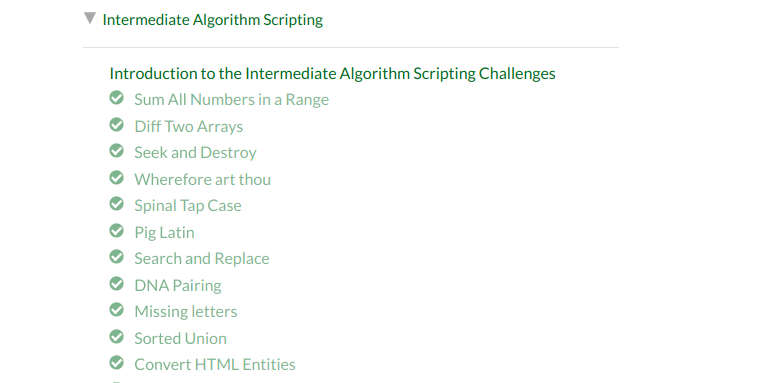 Intermediate Algorithm Scripting
Introduction to the Intermediate Algorithm Scripting Challenges
Sum All Numbers in a Range
Diff Two Arrays
Seek and Destroy
Wherefore art thou
Spinal Tap Case
Pig Latin
Search and Replace
DNA Pairing
Missing letters
Sorted Union
Convert HTML Entities